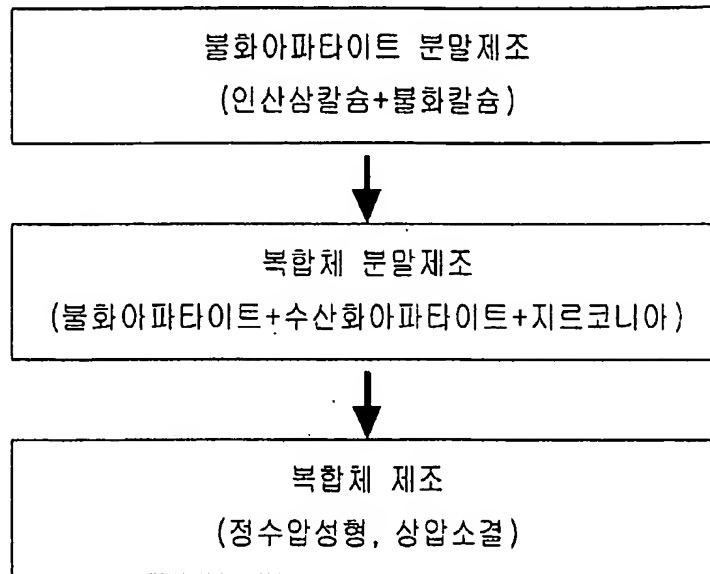 불화아파타이트 분말제조
(인산삼칼슘+불화칼슘)
복합체 분말제조
(불화아파타이트+수산화아파타이트+지르코니아)
복합체 제조
(정수압성형, 상압소결)